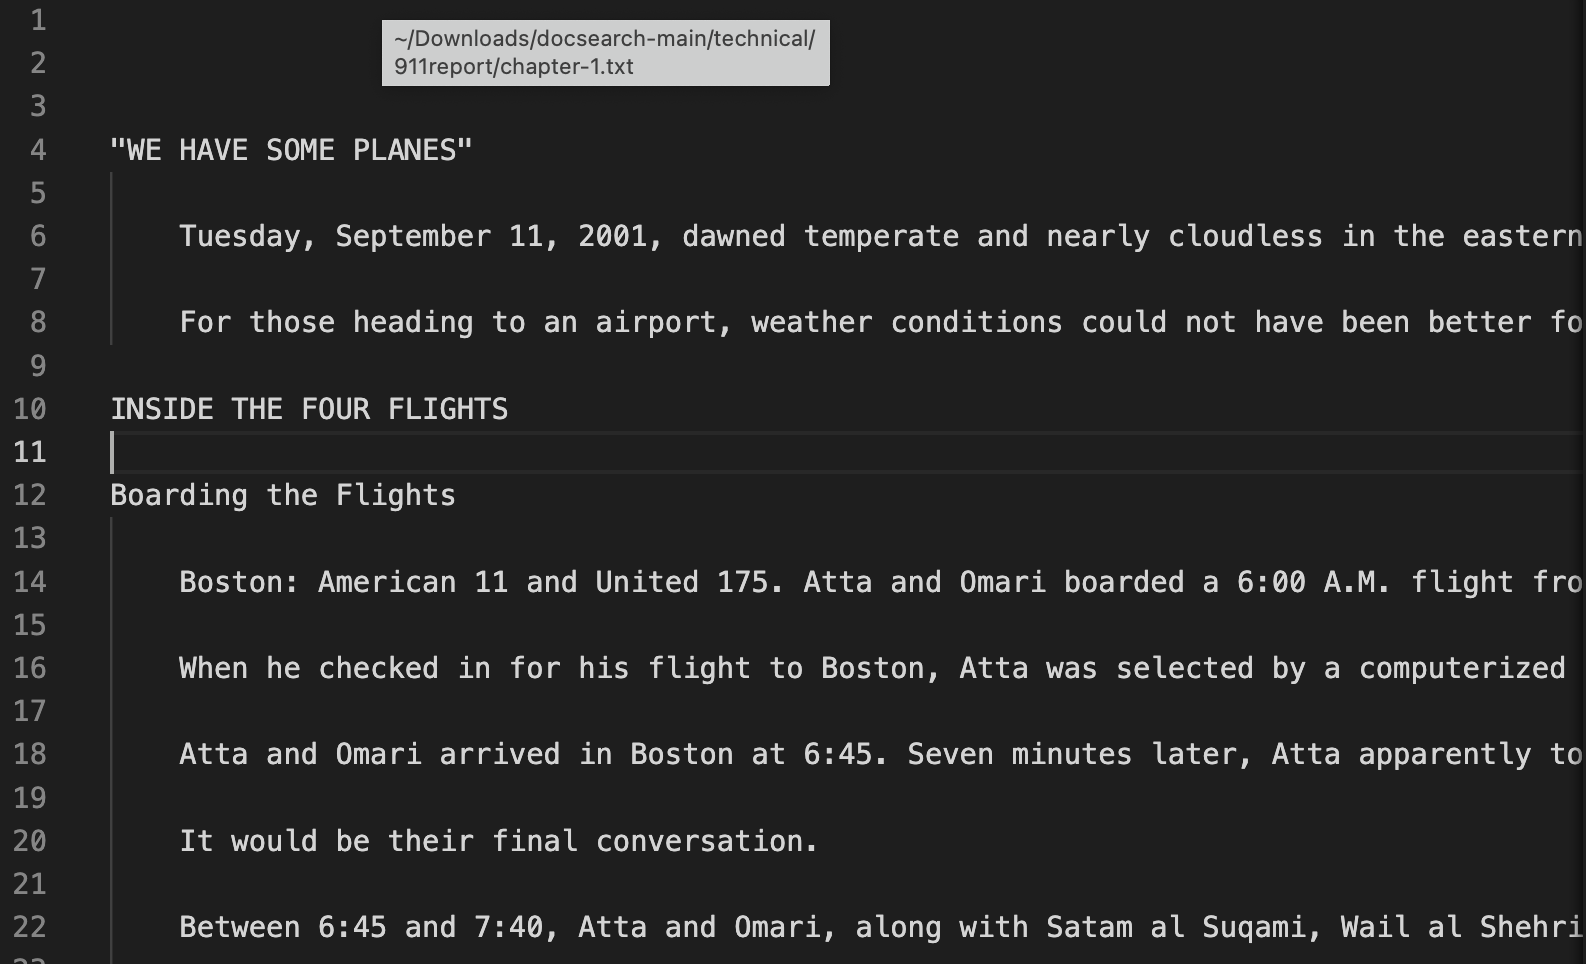 1
~/Downloads/docsearch-main/technical/
911report/chapter-1.txt
2
3
4 "WE HAVE SOME PLANES"
5
6 Tuesday, September 11, 2001, dawned temperate and nearly cloudless in the eastern
7
8 For those heading to an airport, weather conditions could not have been better fo
9
10 INSIDE THE FOUR FLIGHTS
11
12 Boarding the Flights
13
14 Boston: American 11 and United 175. Atta and Omari boarded a 6:00 A.M. flight fro
15
16 When he checked in for his flight to Boston, Atta was selected by a computerized
17
18 Atta and Omari arrived in Boston at 6:45. Seven minutes later, Atta apparently to
19
20 It would be their final conversation.
21
22 Between 6:45 and 7:40, Atta and Omari, along with Satam al Suqami, Wail al Shehri